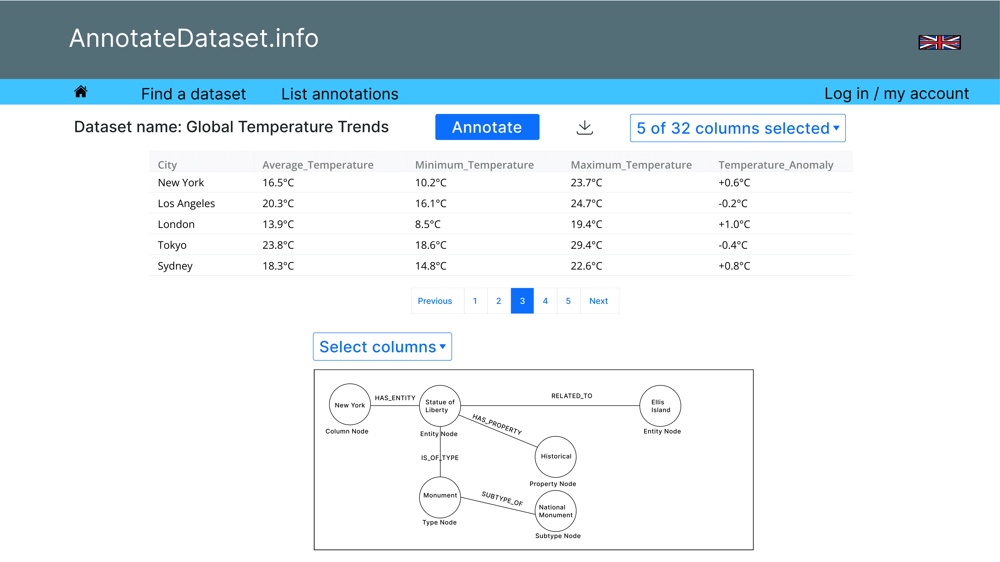 AnnotateDataset.info
Find a dataset List annotations Log in / my account
Dataset name: Global Temperature Trends Annotate 5 of 32 columns selected
City Average_Temperature Minimum_Temperature Maximum_Temperature Temperature_Anomaly
New York 16.5°C 10.2°C 23.7°C +0.6°C
Los Angeles 20.3°C 16.1°C 24.7°C -0.2°C
London 13.9°C 8.5°C 19.4°C +1.0°C
Tokyo 23.8°C 18.6°C 29.4°C -0.4°C
Sydney 18.3°C 14.8°C 22.6°C +0.8°C
Previous 1 2 3 4 5 Next
Select columns
New York
Column Node
HAS_ENTITY
Statue of
Liberty
Entity Node
RELATED_TO
Ellis
Island
Entity Node
HAS_PROPERTY
Historical
Property Node
IS_OF_TYPE
Monument
Type Node
SUBTYPE_OF
National
Monument
Subtype Node